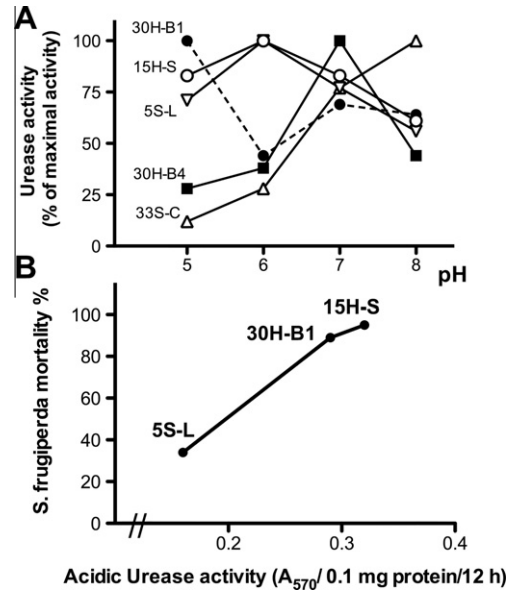 A
Urease activity
(% of maximal activity)
100
75
50
25
0
30H-B1
15H-S
5S-L
30H-B4
33S-C
5
6
7
8
pH
B
S. frugiperda mortality %
100
80
60
40
20
0
15H-S
30H-B1
5S-L
0.2
0.3
0.4
Acidic Urease activity (A570/ 0.1 mg protein/12 h)